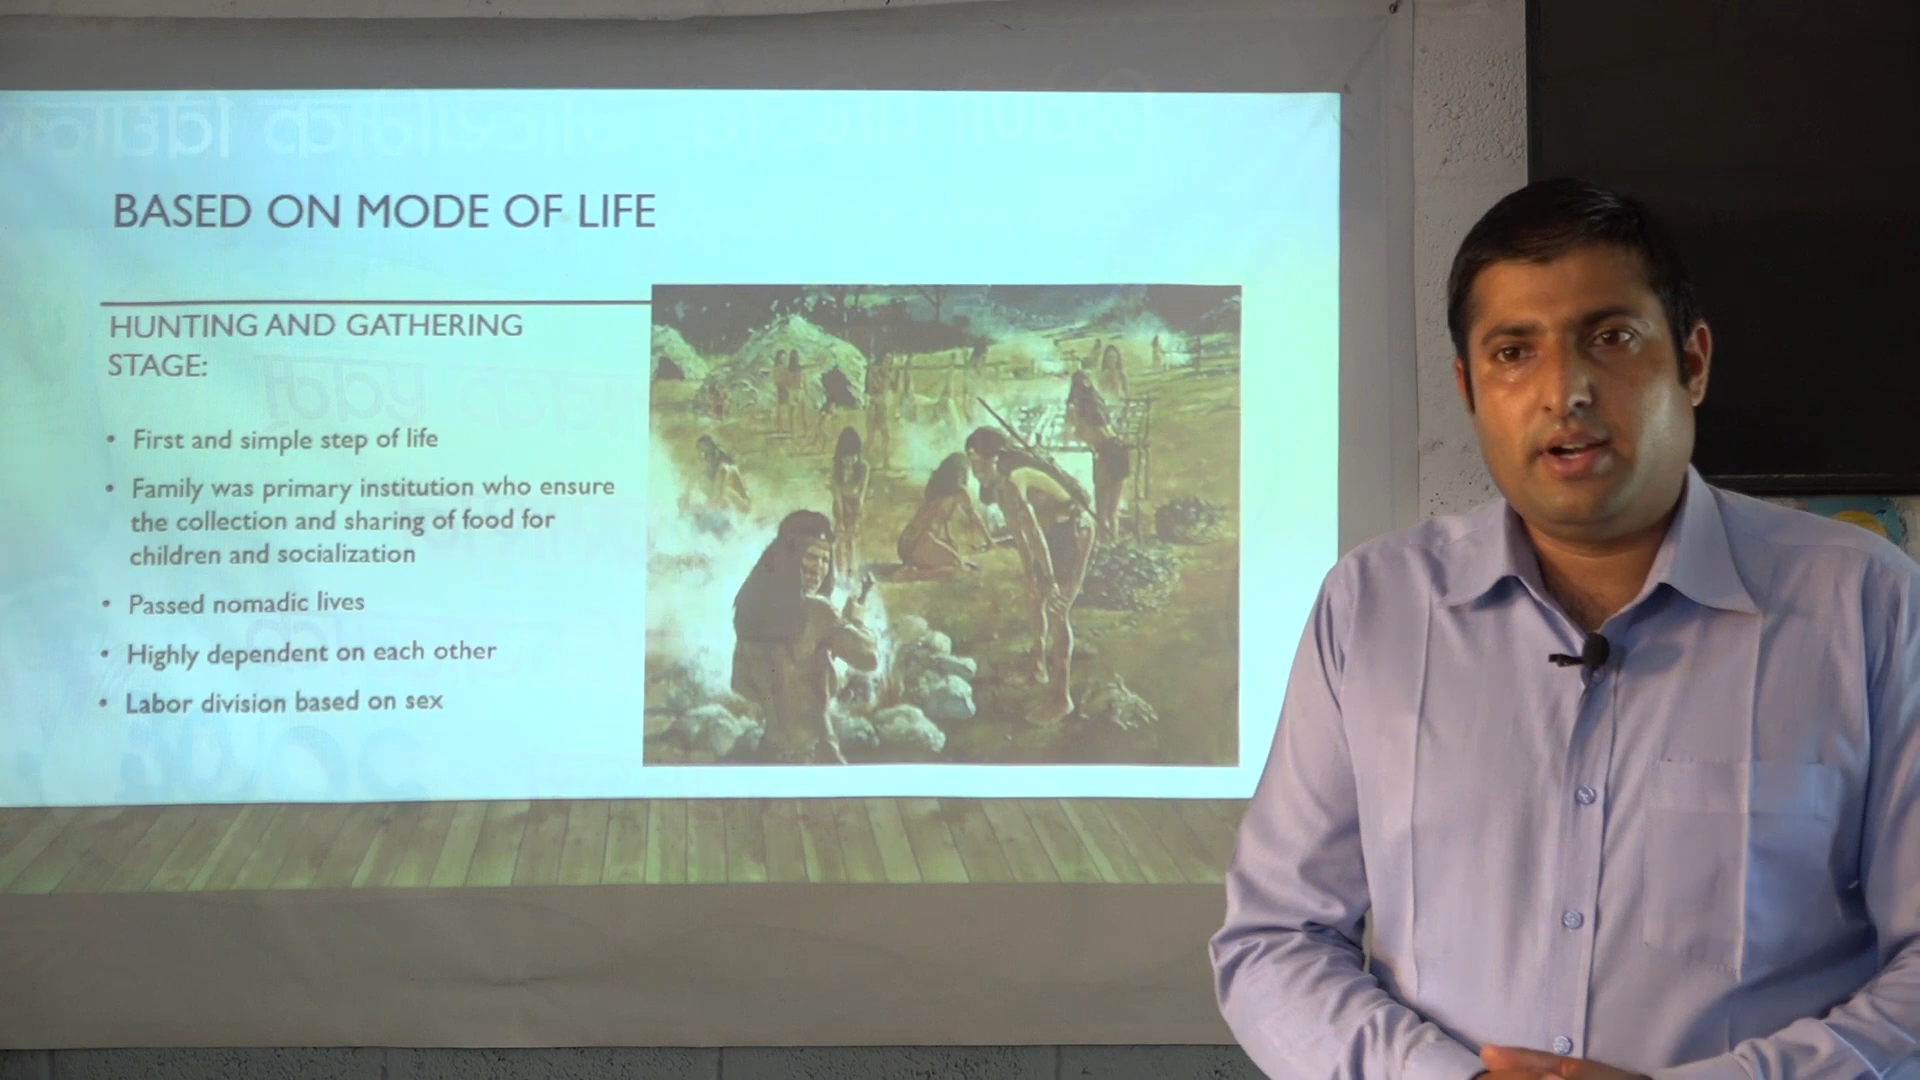 BASED ON MODE OF LIFE
HUNTING AND GATHERING
STAGE:
• First and simple step of life
• Family was primary institution who ensure
the collection and sharing of food for
children and socialization
• Passed nomadic lives
• Highly dependent on each other
• Labor division based on sex